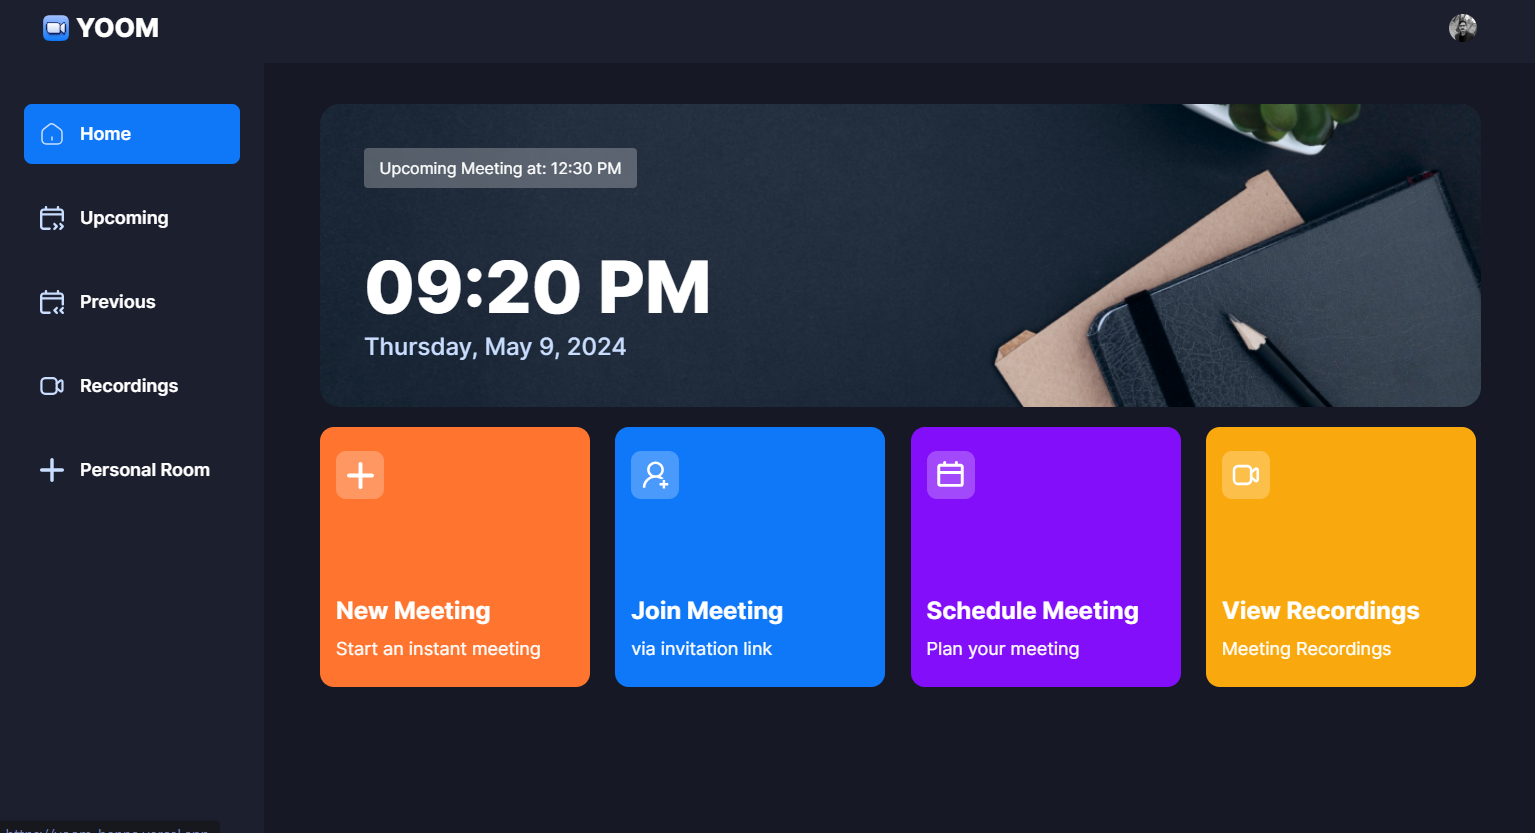 YOOM
Home
Upcoming
Previous
Recordings
Personal Room
Upcoming Meeting at: 12:30 PM
09:20 PM
Thursday, May 9, 2024
New Meeting
Start an instant meeting
Join Meeting
via invitation link
Schedule Meeting
Plan your meeting
View Recordings
Meeting Recordings